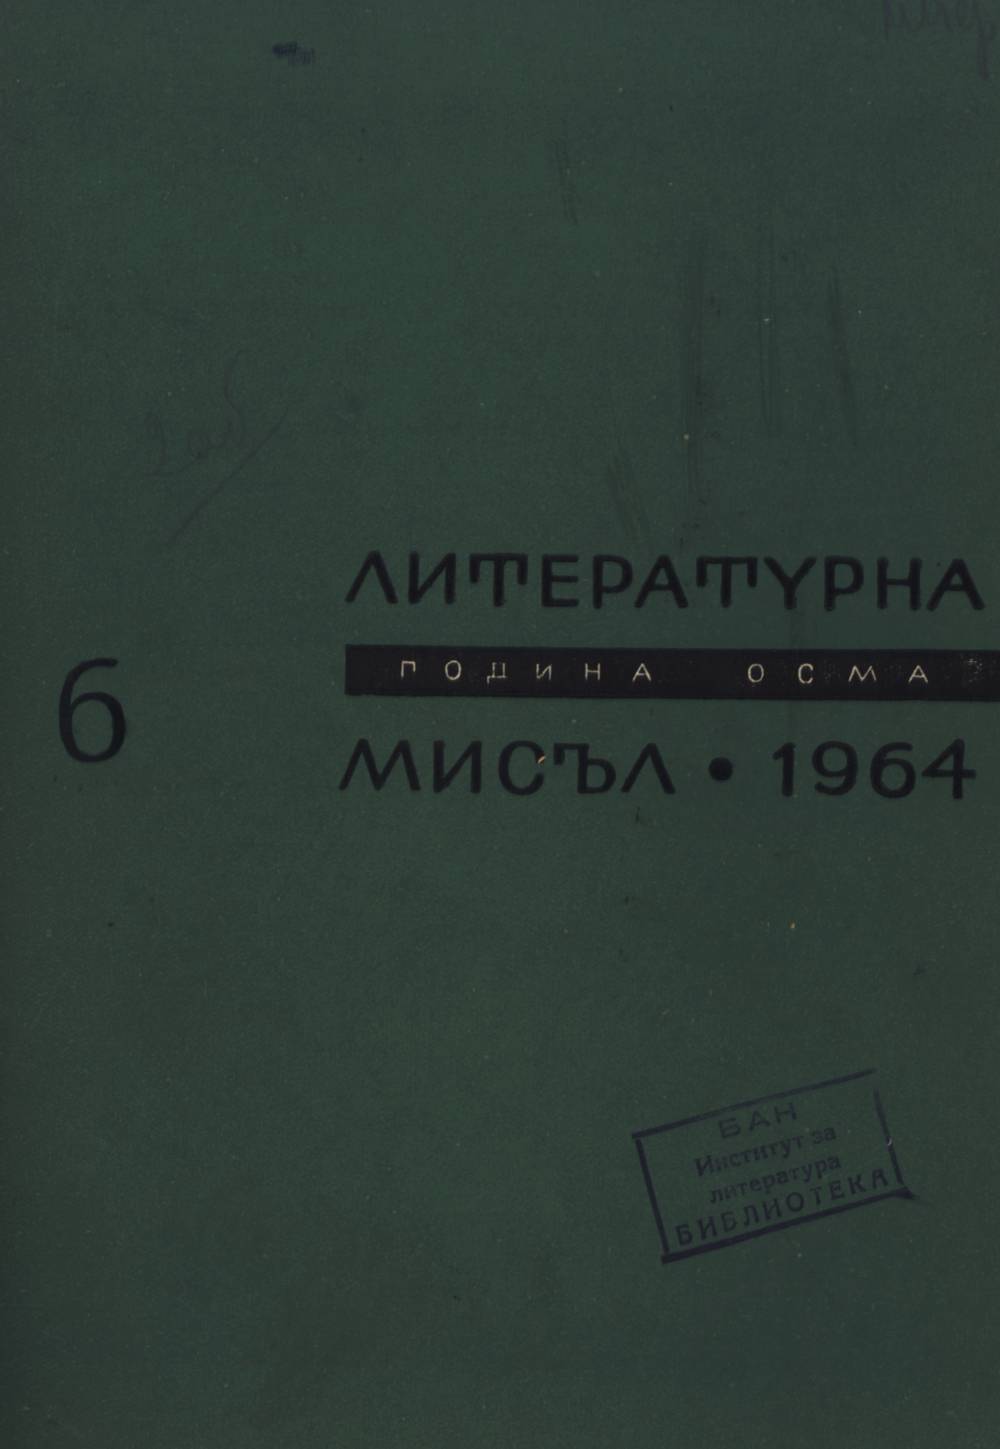 ЛИТЕРАТУРНА
ГОДИНА ОСМА
6
МИСЪЛ • 1964
БАН
Институт за
литература
БИБЛИОТЕКА